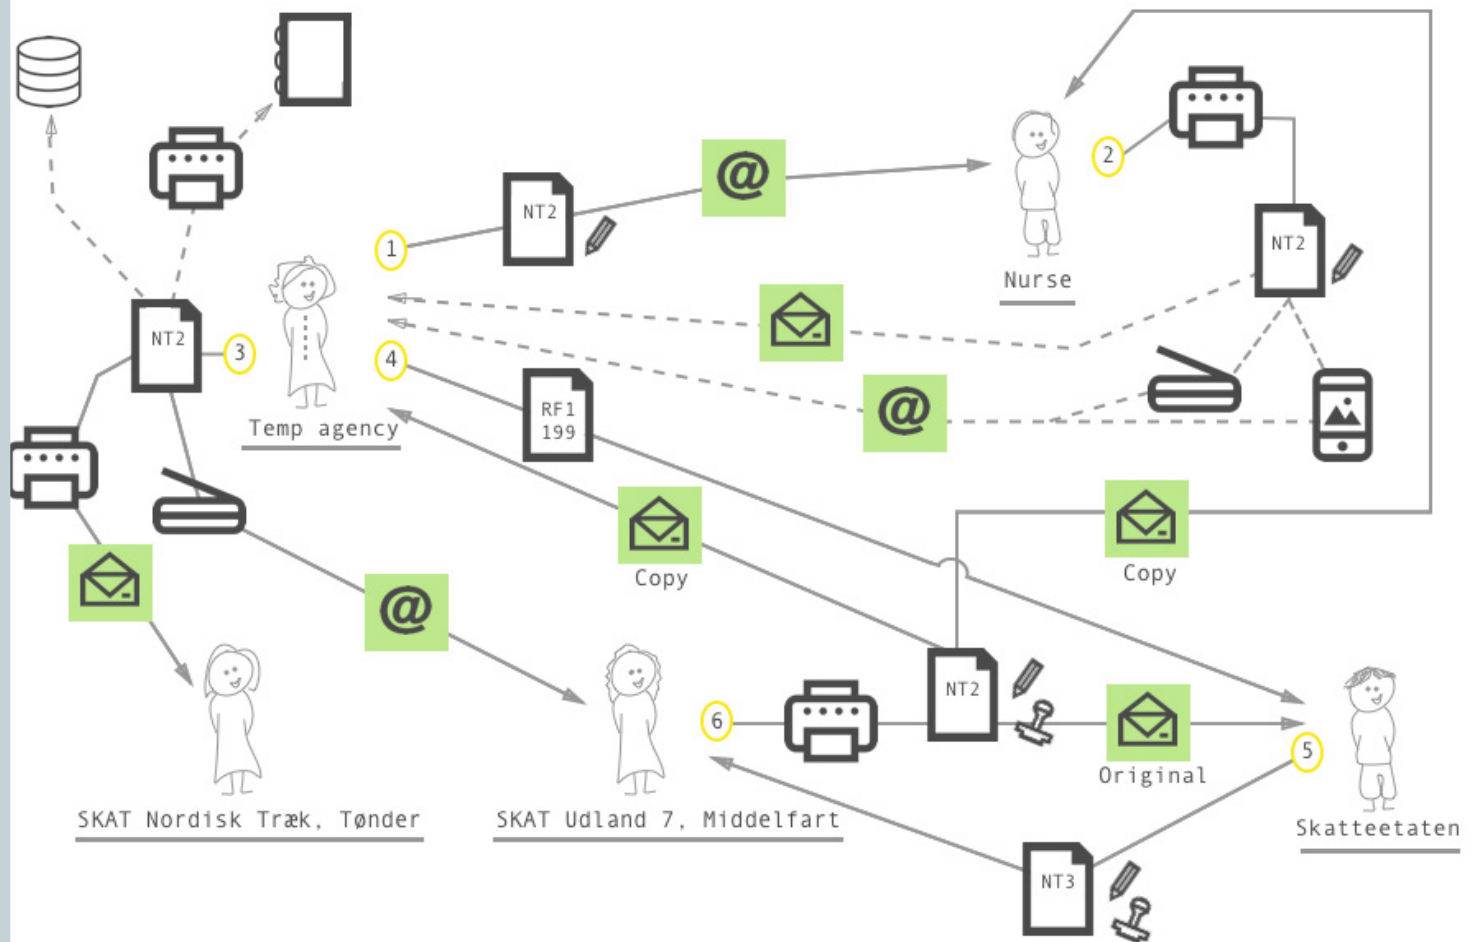 @
2
1
NT2
NT2
Nurse
3
NT2
4
Temp agency
RF1
199
@
Copy
Copy
@
NT2
6
5
Original
SKAT Nordisk Træk, Tønder
SKAT Udland 7, Middelfart
Skatteetaten
NT3